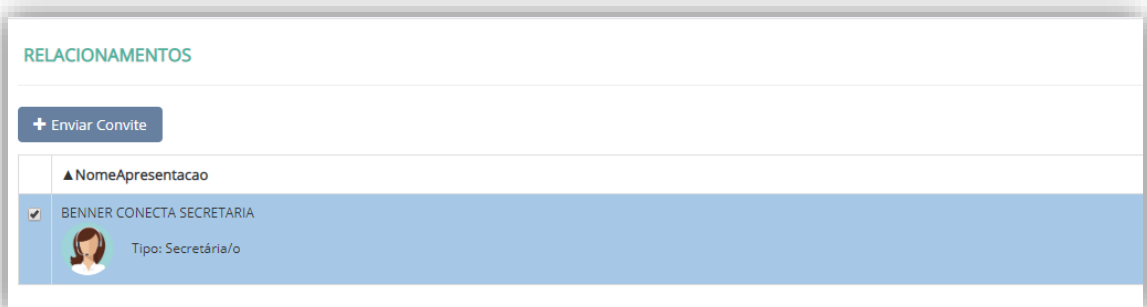 RELACIONAMENTOS
+ Enviar Convite
▲NomeApresentacao
BENNER CONECTA SECRETARIA
Tipo: Secretária/o